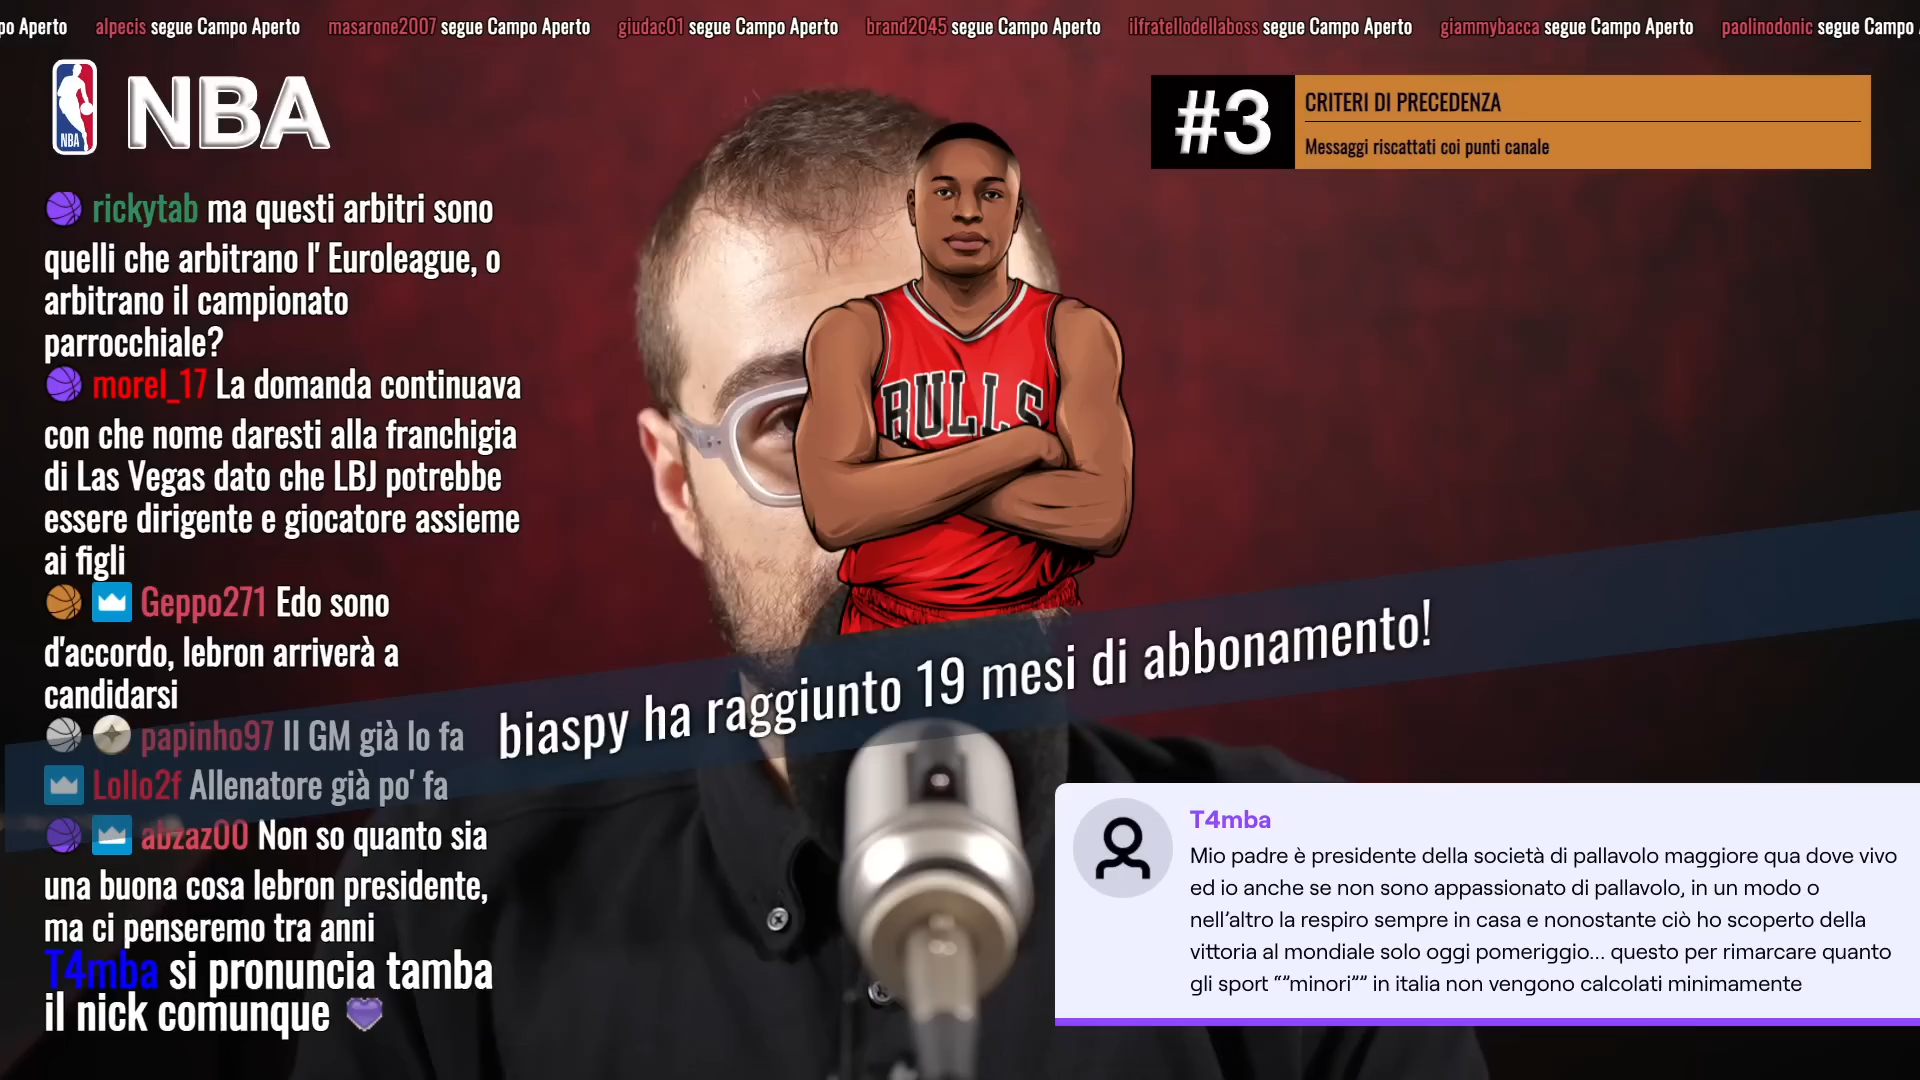 po Aperto alpecis segue Campo Aperto masarone2007 segue Campo Aperto giudac01 segue Campo Aperto brand2045 segue Campo Aperto ilfratellodellaboss segue Campo Aperto giammybacca segue Campo Aperto paolinodonic segue Campo
NBA
NBA
#3
CRITERI DI PRECEDENZA
Messaggi riscattati coi punti canale
rickytab ma questi arbitri sono
quelli che arbitrano l' Euroleague, o
arbitrano il campionato
parrocchiale?
morel_17 La domanda continuava
con che nome daresti alla franchigia
di Las Vegas dato che LBJ potrebbe
essere dirigente e giocatore assieme
ai figli
Geppo271 Edo sono
d'accordo, lebron arriverà a
candidarsi
papinho97 Il GM già lo fa
Lollo2f Allenatore già po' fa
abzaz00 Non so quanto sia
una buona cosa lebron presidente,
ma ci penseremo tra anni
T4mba si pronuncia tamba
il nick comunque
BULLS
biaspy ha raggiunto 19 mesi di abbonamento!
T4mba
Mio padre è presidente della società di pallavolo maggiore qua dove vivo
ed io anche se non sono appassionato di pallavolo, in un modo o
nell’altro la respiro sempre in casa e nonostante ciò ho scoperto della
vittoria al mondiale solo oggi pomeriggio... questo per rimarcare quanto
gli sport “”minori”” in italia non vengono calcolati minimamente